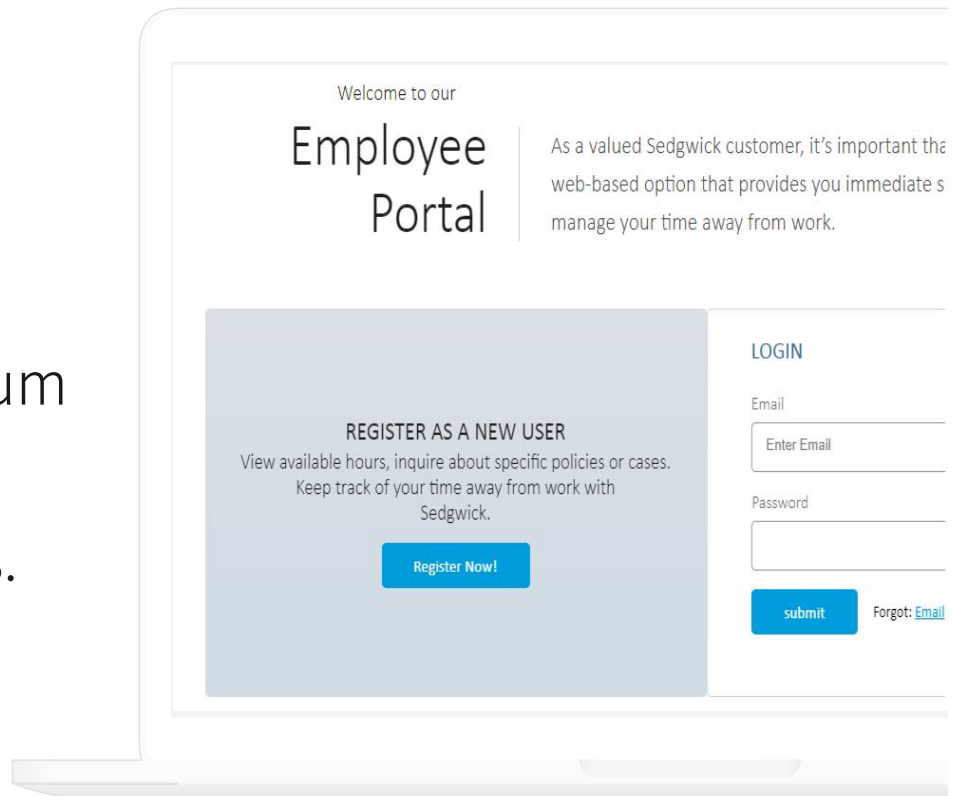 um
.
Welcome to our
Employee
Portal
As a valued Sedgwick customer, it's important tha
web-based option that provides you immediate s
manage your time away from work.
REGISTER AS A NEW USER
View available hours, inquire about specific policies or cases.
Keep track of your time away from work with
Sedgwick.
Register Now!
LOGIN
Email
Enter Email
Password
submit Forgot: Email